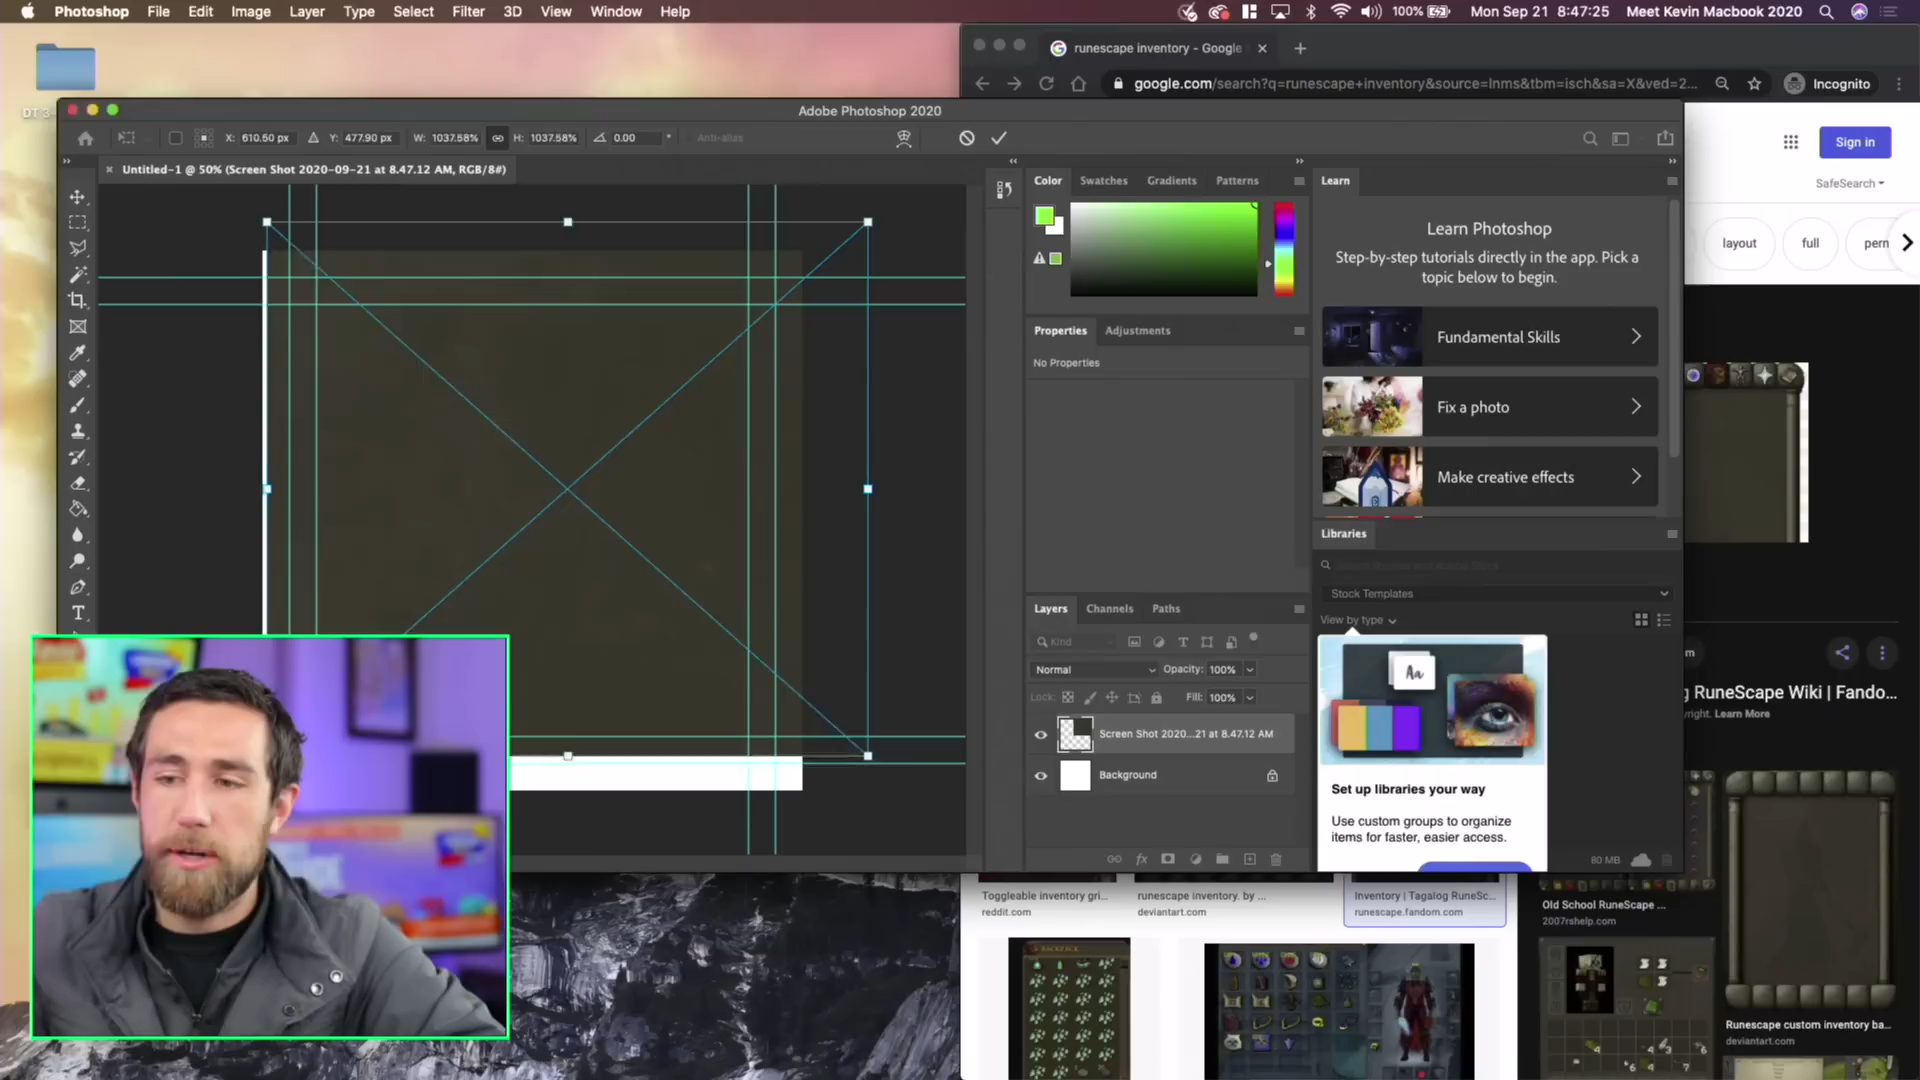 Photoshop File Edit Image Layer Type Select Filter 3D View Window Help 100% Mon Sep 21 8:47:25 Meet Kevin Macbook 2020
runescape inventory - Google
google.com/search?q=runescape+inventory&source=lnms&tbm=isch&sa=X&ved=2... Incognito
DT 3
Adobe Photoshop 2020
X: 610.50 px Y: 477.90 px W: 1037.58% H: 1037.58% 0.00 ° Anti-alias
Sign in
Untitled-1 @ 50% (Screen Shot 2020-09-21 at 8.47.12 AM, RGB/8#)
Color Swatches Gradients Patterns Learn
SafeSearch
Learn Photoshop
Step-by-step tutorials directly in the app. Pick a
topic below to begin.
layout full pern
Fundamental Skills
Properties Adjustments
No Properties
Fix a photo
Make creative effects
Libraries
Stock Templates
Layers Channels Paths
View by type
Kind
Normal Opacity: 100%
Lock: Fill: 100%
Aa
Screen Shot 2020...21 at 8.47.12 AM
Background
Set up libraries your way
Use custom groups to organize
items for faster, easier access.
80 MB
m
g RuneScape Wiki | Fando...
yright. Learn More
Toggleable inventory gri...
reddit.com
runescape inventory. by ...
deviantart.com
Inventory | Tagalog RuneSc...
runescape.fandom.com
Old School RuneScape ...
2007rshelp.com
Runescape custom inventory ba...
deviantart.com